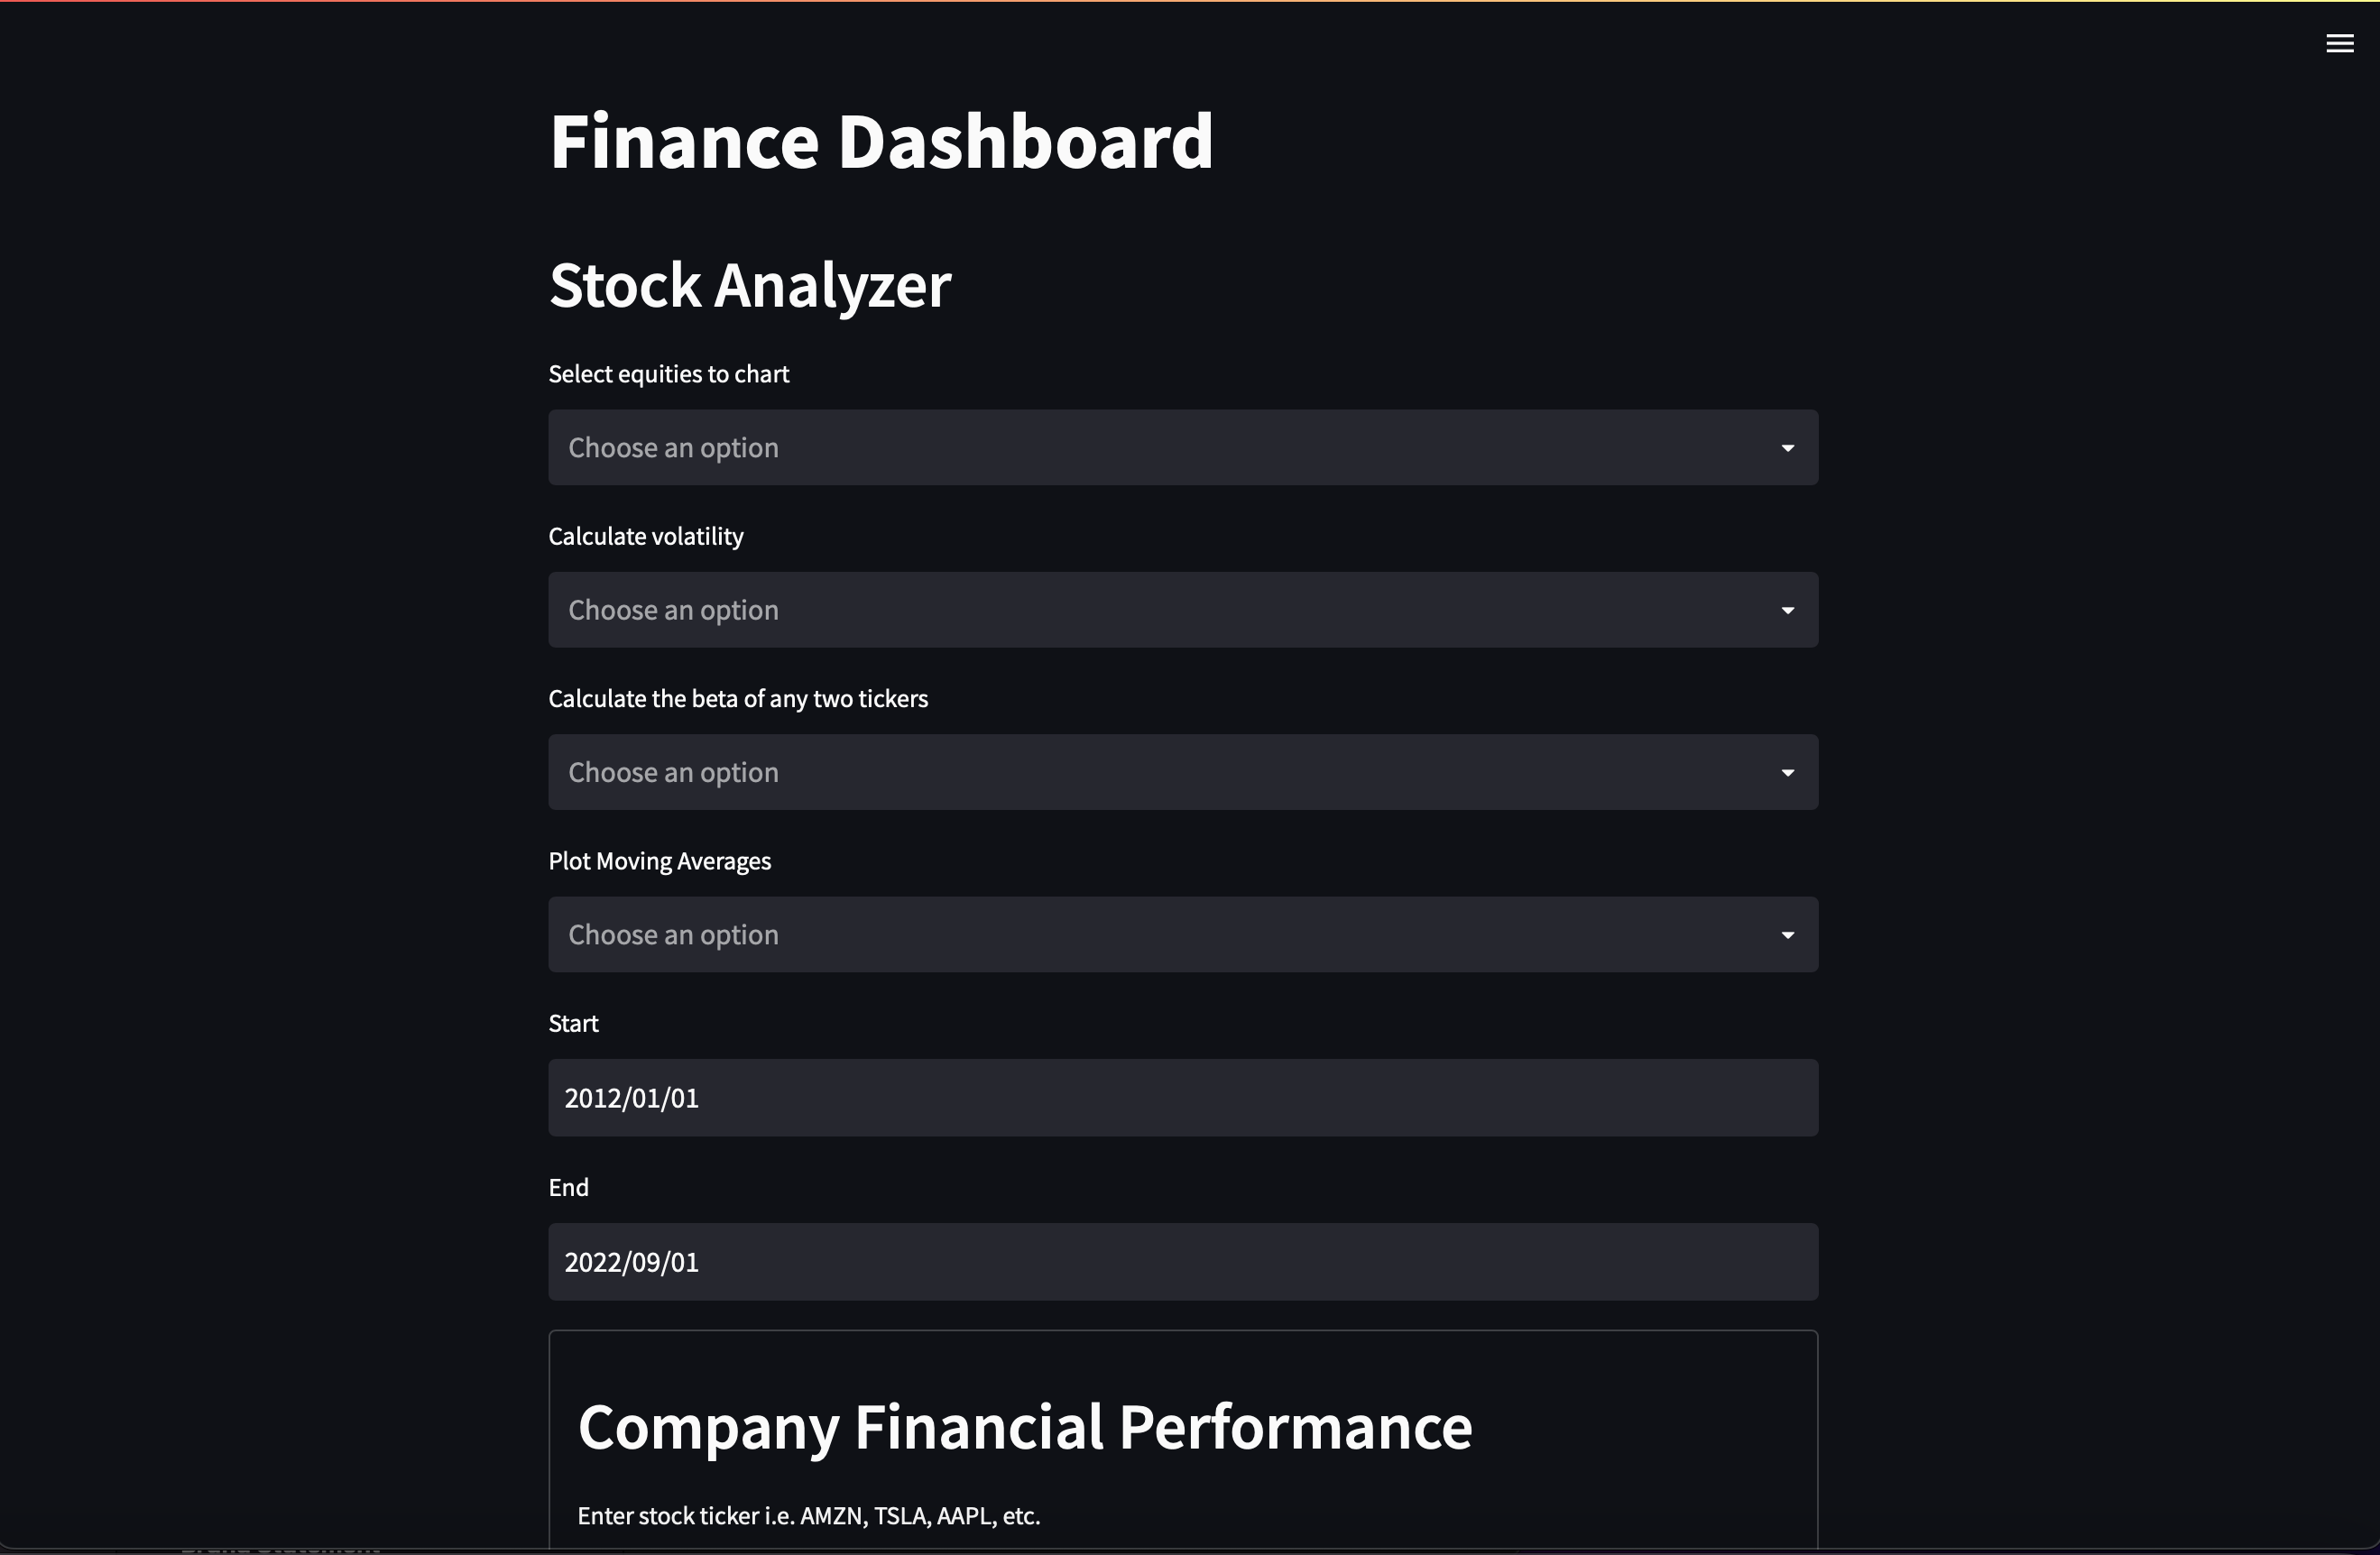 Finance Dashboard
Stock Analyzer
Select equities to chart
Choose an option
Calculate volatility
Choose an option
Calculate the beta of any two tickers
Choose an option
Plot Moving Averages
Choose an option
Start
2012/01/01
End
2022/09/01
Company Financial Performance
Enter stock ticker i.e. AMZN, TSLA, AAPL, etc.